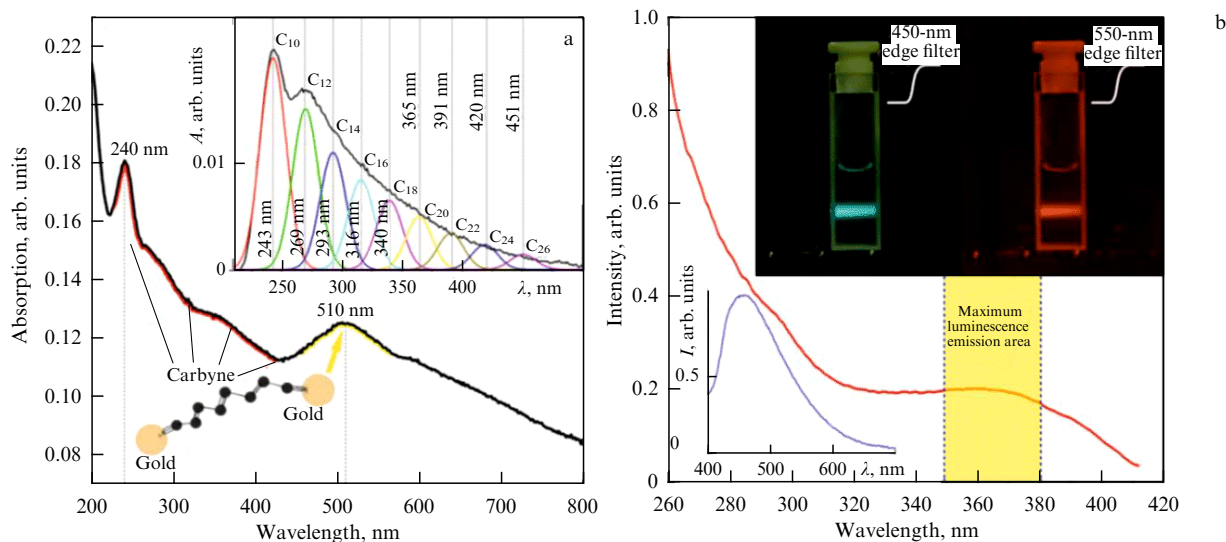 a
Absorption, arb. units
0.22
0.20
0.18
0.16
0.14
0.12
0.10
0.08
200
300
400
500
600
700
800
Wavelength, nm
240 nm
510 nm
Carbyne
Gold
Gold
A, arb. units
0.01
0
250
300
350
400
λ, nm
C10
C12
C14
C16
C18
C20
C22
C24
C26
243 nm
269 nm
293 nm
316 nm
340 nm
365 nm
391 nm
420 nm
451 nm
b
Intensity, arb. units
1.0
0.8
0.6
0.4
0.2
0
260
280
300
320
340
360
380
400
420
Wavelength, nm
450-nm
edge filter
550-nm
edge filter
Maximum
luminescence
emission area
I, arb. units
0.5
0
400
500
600
λ, nm